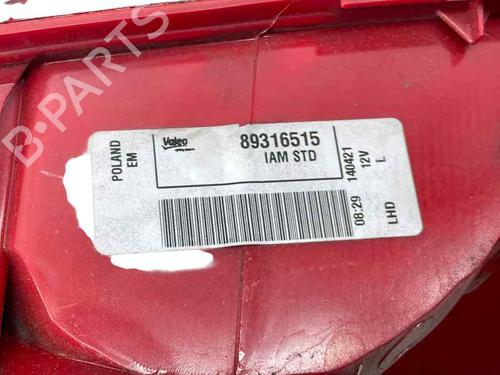 POLAND
EM
Valeo
89316515
IAM STD
140421
12V
L
08:29
LHD
B-PARTS